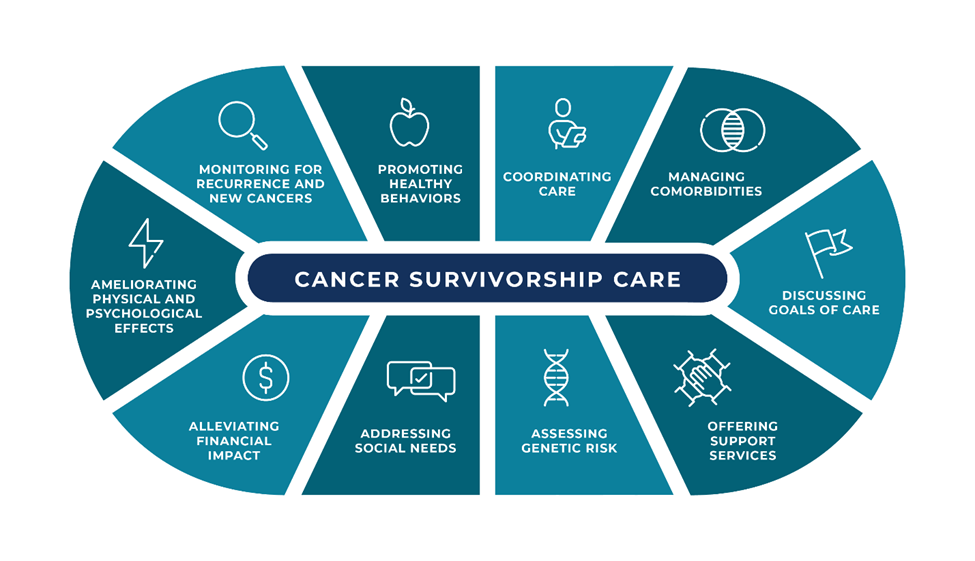 MONITORING FOR
RECURRENCE AND
NEW CANCERS
PROMOTING
HEALTHY
BEHAVIORS
COORDINATING
CARE
MANAGING
COMORBIDITIES
AMELIORATING
PHYSICAL AND
PSYCHOLOGICAL
EFFECTS
CANCER SURVIVORSHIP CARE
DISCUSSING
GOALS OF CARE
$
ALLEVIATING
FINANCIAL
IMPACT
ADDRESSING
SOCIAL NEEDS
ASSESSING
GENETIC RISK
OFFERING
SUPPORT
SERVICES